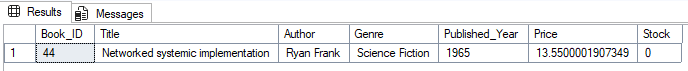 Results Messages
Book_ID Title Author Genre Published_Year Price Stock
1 44 Networked systemic implementation Ryan Frank Science Fiction 1965 13.5500001907349 0